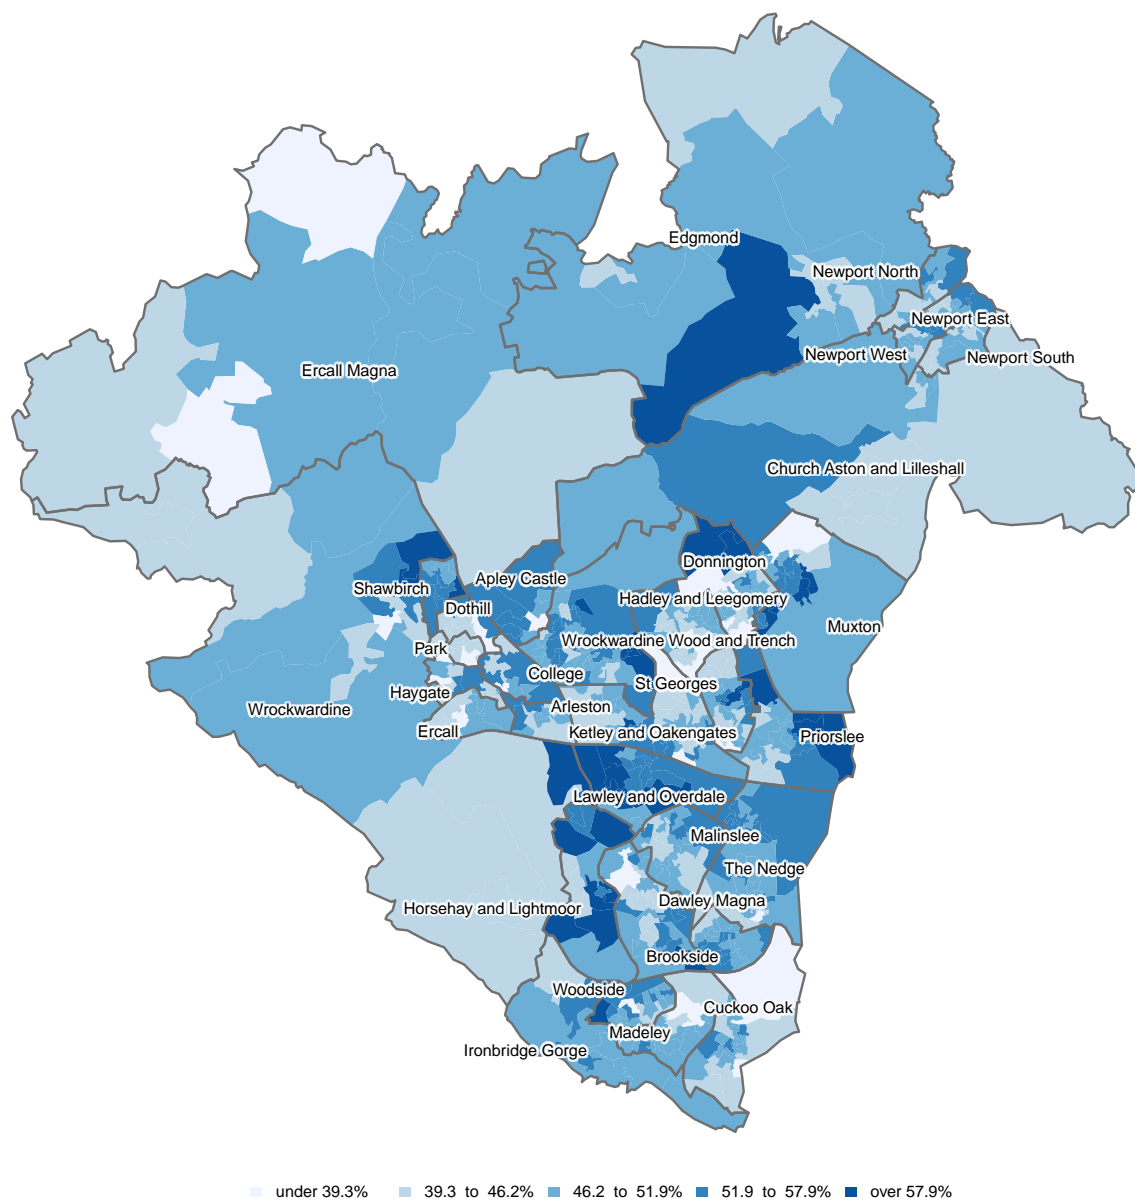 Edgmond
Newport North
Newport East
Newport West
Newport South
Ercall Magna
Church Aston and Lilleshall
Donnington
Apley Castle
Shawbirch
Hadley and Leegomery
Dothill
Muxton
Wrockwardine Wood and Trench
Park
College
St Georges
Haygate
Arleston
Wrockwardine
Ercall
Ketley and Oakengates
Priorslee
Lawley and Overdale
Malinslee
The Nedge
Dawley Magna
Horsehay and Lightmoor
Brookside
Woodside
Cuckoo Oak
Madeley
Ironbridge Gorge
under 39.3% 39.3 to 46.2% 46.2 to 51.9% 51.9 to 57.9% over 57.9%